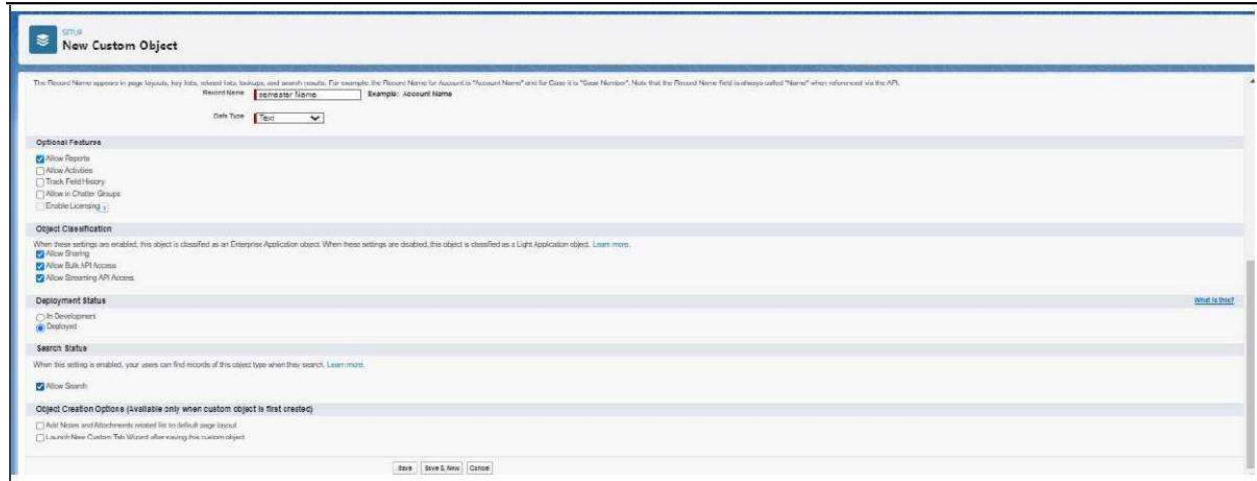 SETUP
New Custom Object
The Record Name appears in page layouts, key lists, related lists, lookups, and search results. For example, the Record Name for Account is "Account Name" and for Case it is "Case Number". Note that the Record Name field is always called "Name" when referenced via the API.
Record Name semester Name Example: Account Name
Data Type Text
Optional Features
Allow Reports
Allow Activities
Track Field History
Allow in Chatter Groups
Enable Licensing
Object Classification
When these settings are enabled, this object is classified as an Enterprise Application object. When these settings are disabled, this object is classified as a Light Application object. Learn more.
Allow Sharing
Allow Bulk API Access
Allow Streaming API Access
Deployment Status What is this?
In Development
Deployed
Search Status
When this setting is enabled, your users can find records of this object type when they search. Learn more.
Allow Search
Object Creation Options (Available only when custom object is first created)
Add Notes and Attachments related list to default page layout
Launch New Custom Tab Wizard after saving this custom object
Save Save & New Cancel